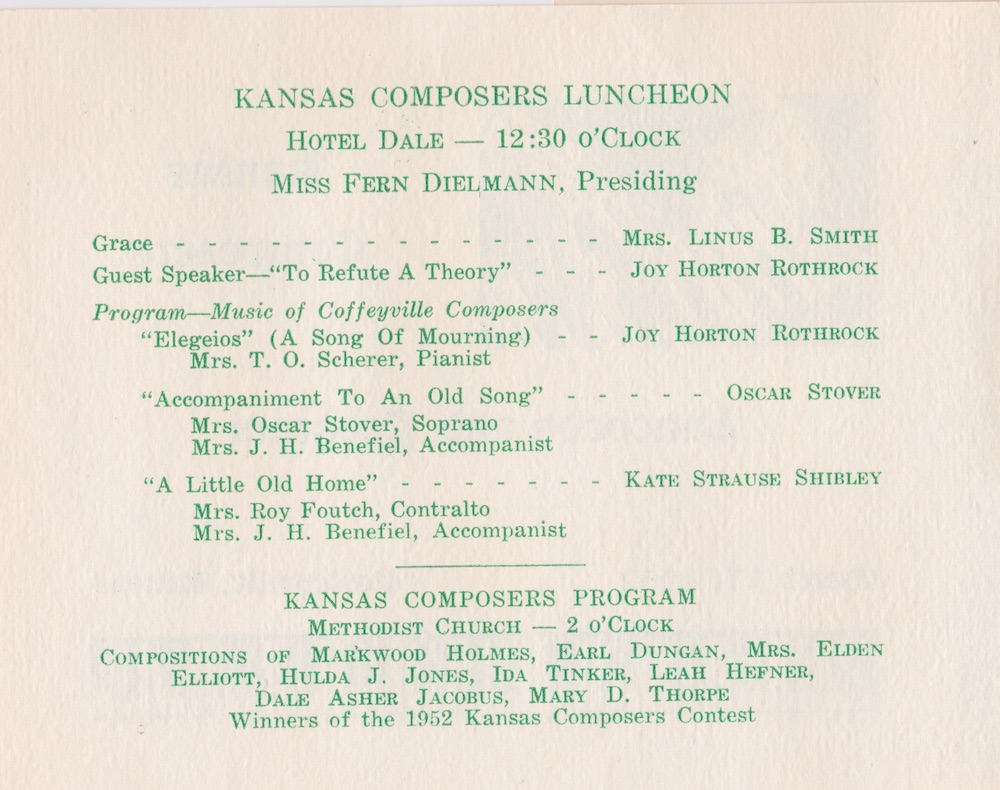 KANSAS COMPOSERS LUNCHEON
HOTEL DALE — 12:30 O'CLOCK
MISS FERN DIELMANN, Presiding
Grace - - - - - - - - - - - - - - MRS. LINUS B. SMITH
Guest Speaker—"To Refute A Theory" - - - JOY HORTON ROTHROCK
Program—Music of Coffeyville Composers
"Elegeios" (A Song Of Mourning) - - JOY HORTON ROTHROCK
Mrs. T. O. Scherer, Pianist
"Accompaniment To An Old Song" - - - - - OSCAR STOVER
Mrs. Oscar Stover, Soprano
Mrs. J. H. Benefiel, Accompanist
"A Little Old Home" - - - - - - - KATE STRAUSE SHIBLEY
Mrs. Roy Foutch, Contralto
Mrs. J. H. Benefiel, Accompanist
KANSAS COMPOSERS PROGRAM
METHODIST CHURCH — 2 O'CLOCK
COMPOSITIONS OF MARKWOOD HOLMES, EARL DUNGAN, MRS. ELDEN
ELLIOTT, HULDA J. JONES, IDA TINKER, LEAH HEFNER,
DALE ASHER JACOBUS, MARY D. THORPE
Winners of the 1952 Kansas Composers Contest